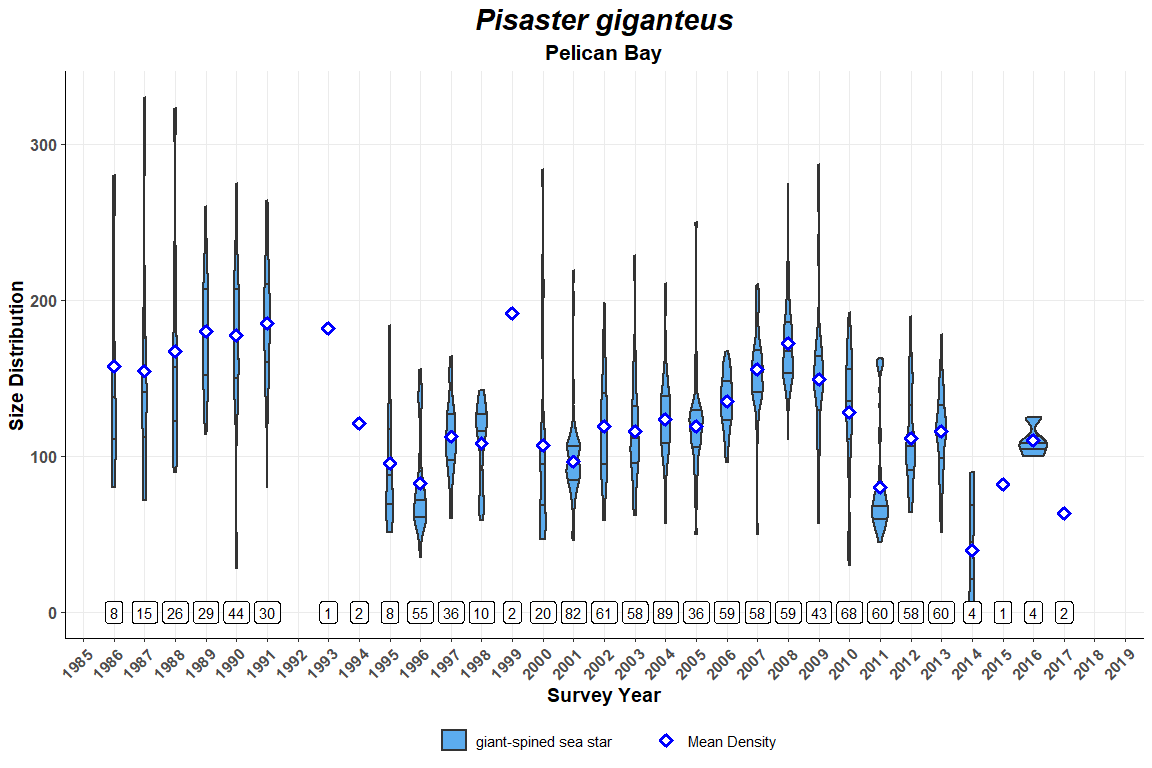 Pisaster giganteus
Pelican Bay
Size Distribution
300
200
100
0
8 15 26 29 44 30 1 2 8 55 36 10 2 20 82 61 58 89 36 59 58 59 43 68 60 58 60 4 1 4 2
1985 1986 1987 1988 1989 1990 1991 1992 1993 1994 1995 1996 1997 1998 1999 2000 2001 2002 2003 2004 2005 2006 2007 2008 2009 2010 2011 2012 2013 2014 2015 2016 2017 2018 2019
Survey Year
giant-spined sea star Mean Density